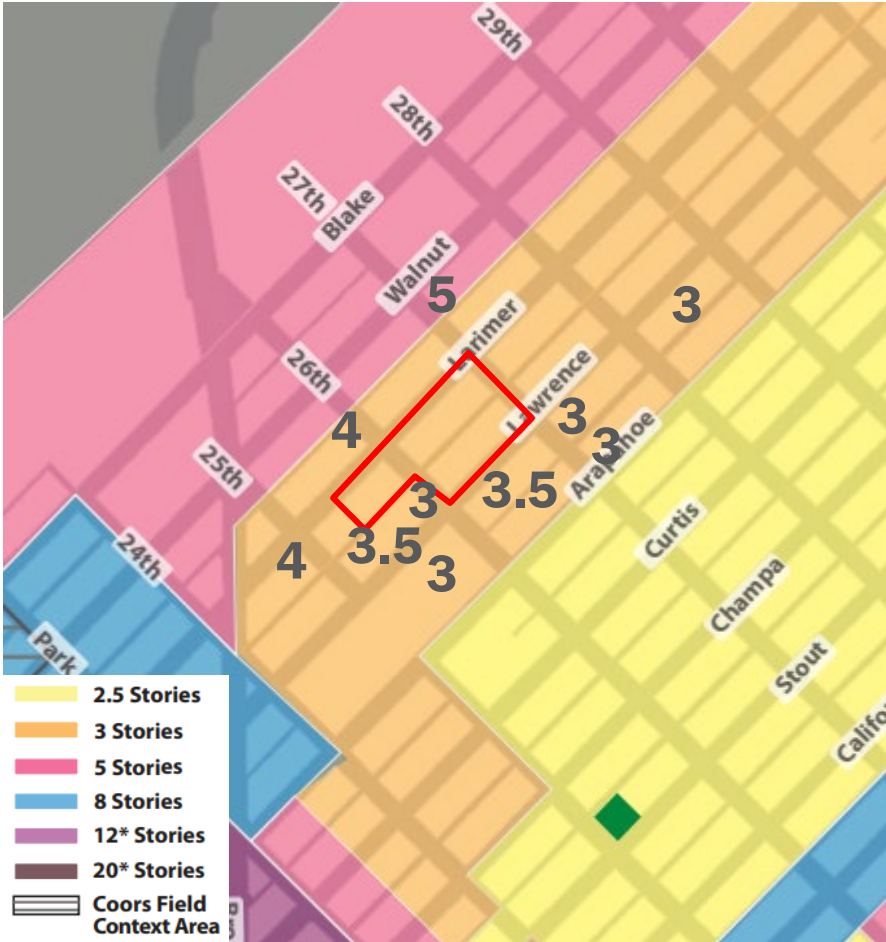 29th
28th
27th
Blake
Walnut
5
Larimer
3
26th
Lawrence
4
3
3
Arapahoe
25th
3.5
3
Curtis
24th
4
3.5
3
Champa
Park
Stout
2.5 Stories
3 Stories
5 Stories
8 Stories
12* Stories
20* Stories
Coors Field
Context Area
Califo